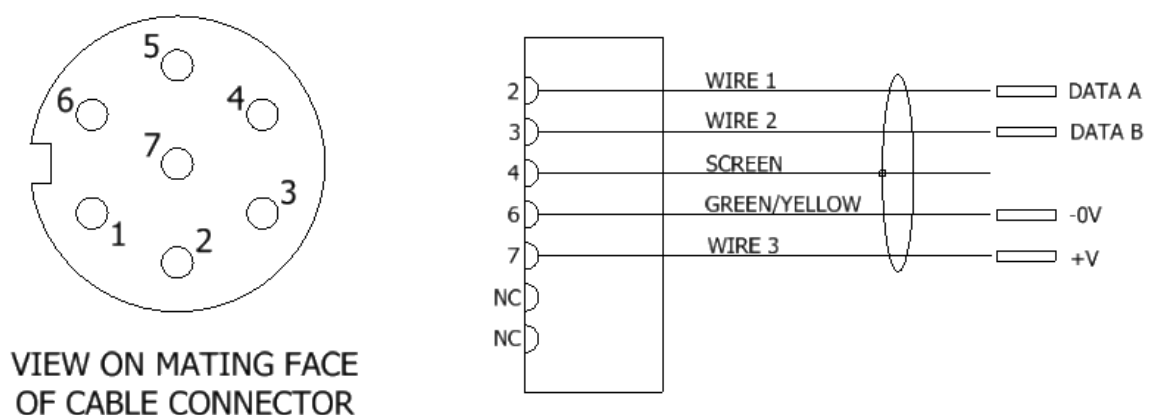 5
6
4
7
3
1
2
VIEW ON MATING FACE
OF CABLE CONNECTOR
2 WIRE 1 DATA A
3 WIRE 2 DATA B
4 SCREEN
6 GREEN/YELLOW -0V
7 WIRE 3 +V
NC
NC